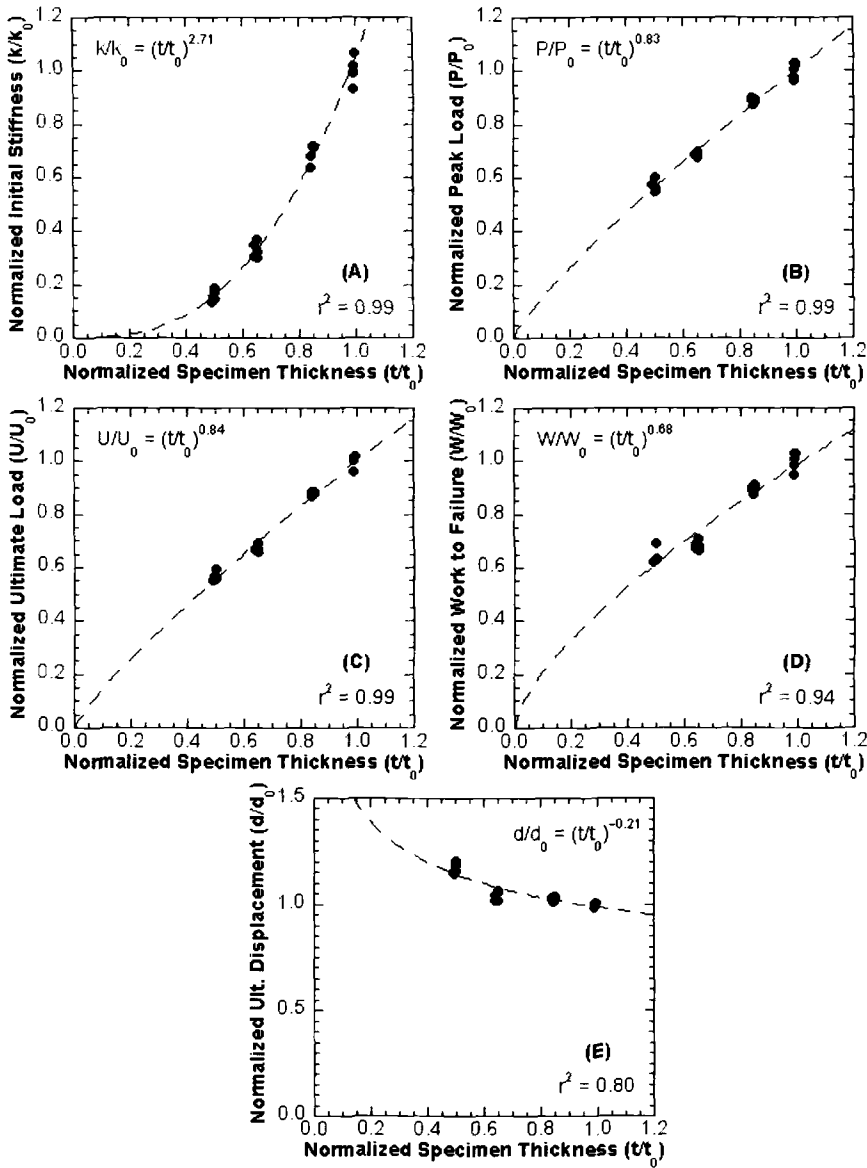 k/k0 = (t/t0)^2.71
Normalized Initial Stiffness (k/k0)
1.2
1.0
0.8
0.6
0.4
0.2
0.0
(A)
r^2 = 0.99
0.0 0.2 0.4 0.6 0.8 1.0 1.2
Normalized Specimen Thickness (t/t0)
P/P0 = (t/t0)^0.83
Normalized Peak Load (P/P0)
1.2
1.0
0.8
0.6
0.4
0.2
0.0
(B)
r^2 = 0.99
0.0 0.2 0.4 0.6 0.8 1.0 1.2
Normalized Specimen Thickness (t/t0)
U/U0 = (t/t0)^0.84
Normalized Ultimate Load (U/U0)
1.2
1.0
0.8
0.6
0.4
0.2
0.0
(C)
r^2 = 0.99
0.0 0.2 0.4 0.6 0.8 1.0 1.2
Normalized Specimen Thickness (t/t0)
W/W0 = (t/t0)^0.68
Normalized Work to Failure (W/W0)
1.2
1.0
0.8
0.6
0.4
0.2
0.0
(D)
r^2 = 0.94
0.0 0.2 0.4 0.6 0.8 1.0 1.2
Normalized Specimen Thickness (t/t0)
d/d0 = (t/t0)^−0.21
Normalized Ult. Displacement (d/d0)
1.5
1.0
0.5
0.0
(E)
r^2 = 0.80
0.0 0.2 0.4 0.6 0.8 1.0 1.2
Normalized Specimen Thickness (t/t0)